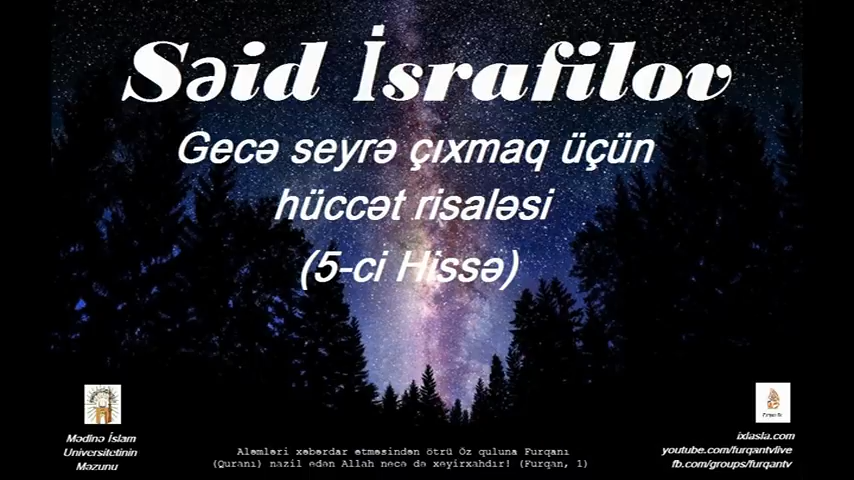 Səid İsrafilov
Gecə seyrə çıxmaq üçün
hüccət risaləsi
(5-ci Hissə)
Mədinə İslam
Universitetinin
Məzunu
Aləmləri xəbərdar etməsindən ötrü Öz quluna Furqanı
(Quranı) nazil edən Allah necə də xeyirxahdır! (Furqan, 1)
ixlasla.com
youtube.com/furqantvlive
fb.com/groups/furqantv